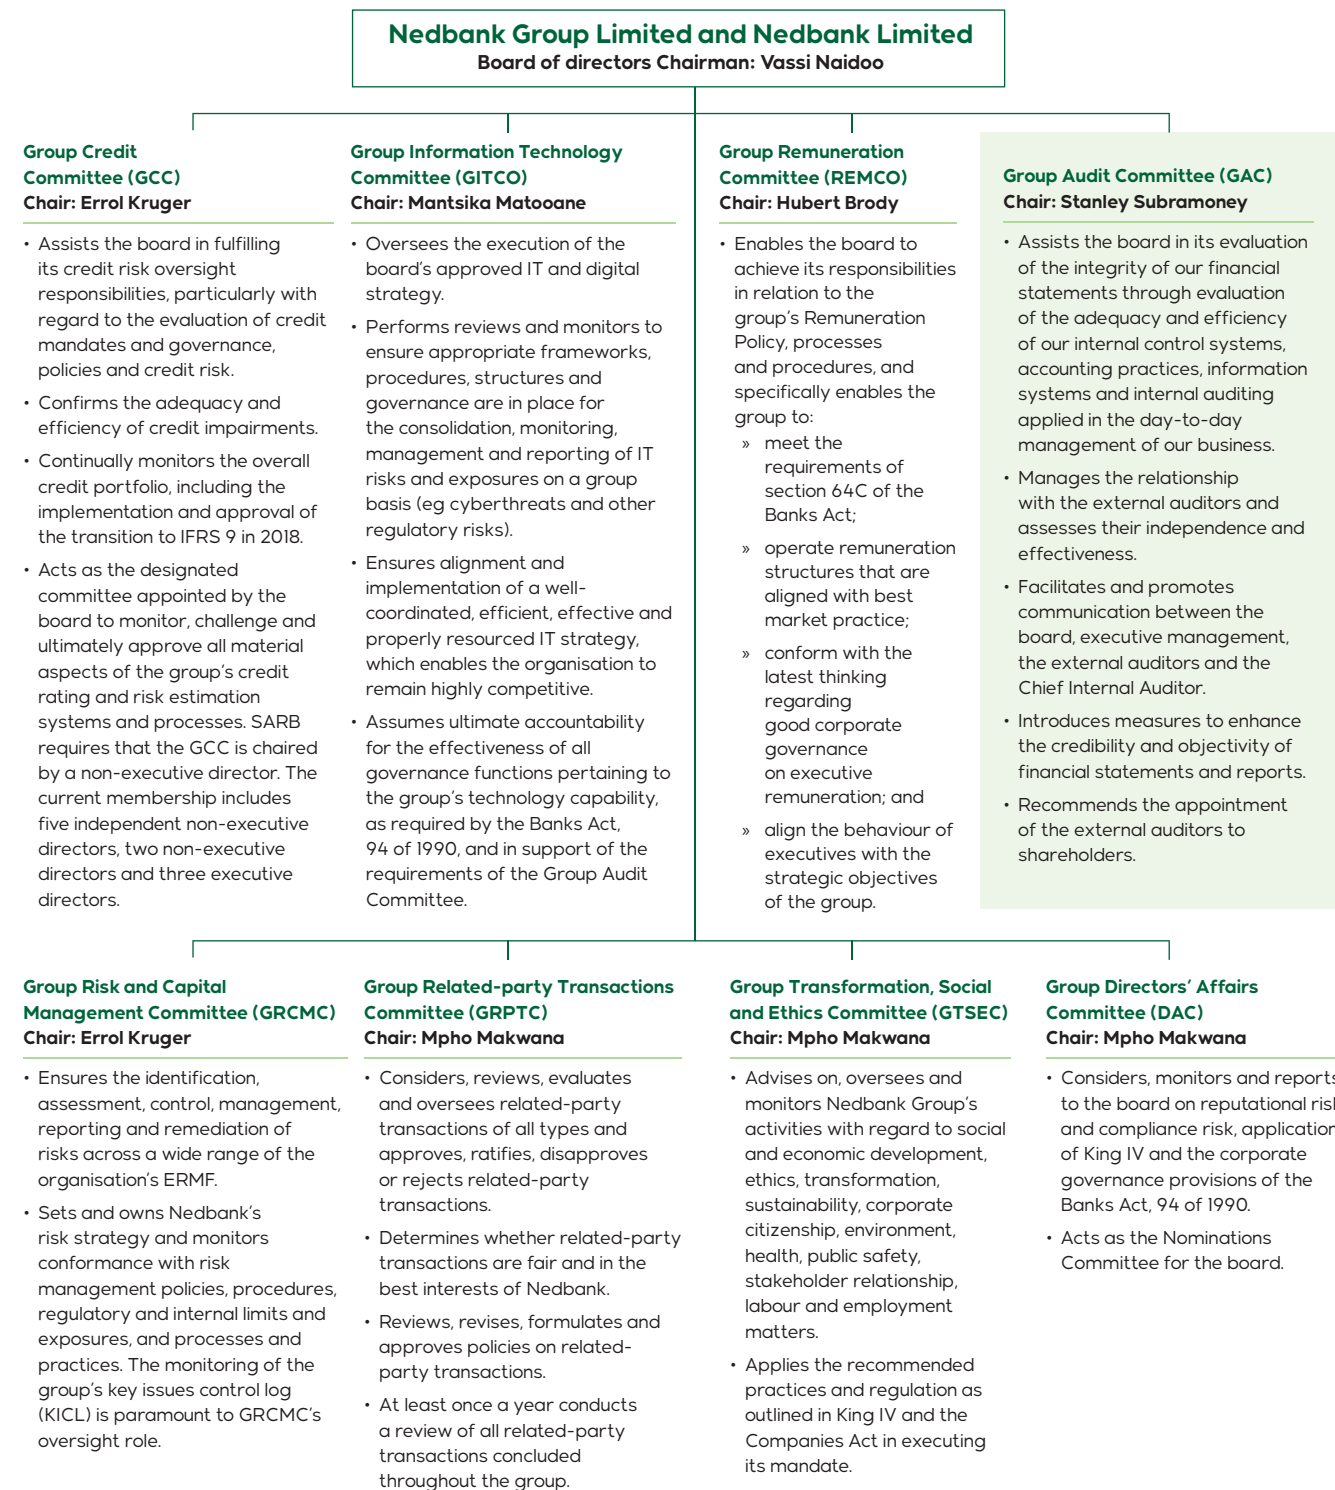 Nedbank Group Limited and Nedbank Limited
Board of directors Chairman: Vassi Naidoo
Group Credit
Committee (GCC)
Chair: Errol Kruger
• Assists the board in fulfilling
its credit risk oversight
responsibilities, particularly with
regard to the evaluation of credit
mandates and governance,
policies and credit risk.
• Confirms the adequacy and
efficiency of credit impairments.
• Continually monitors the overall
credit portfolio, including the
implementation and approval of
the transition to IFRS 9 in 2018.
• Acts as the designated
committee appointed by the
board to monitor, challenge and
ultimately approve all material
aspects of the group's credit
rating and risk estimation
systems and processes. SARB
requires that the GCC is chaired
by a non-executive director. The
current membership includes
five independent non-executive
directors, two non-executive
directors and three executive
directors.
Group Information Technology
Committee (GITCO)
Chair: Mantsika Matooane
• Oversees the execution of the
board's approved IT and digital
strategy.
• Performs reviews and monitors to
ensure appropriate frameworks,
procedures, structures and
governance are in place for
the consolidation, monitoring,
management and reporting of IT
risks and exposures on a group
basis (eg cyberthreats and other
regulatory risks).
• Ensures alignment and
implementation of a well-
coordinated, efficient, effective and
properly resourced IT strategy,
which enables the organisation to
remain highly competitive.
• Assumes ultimate accountability
for the effectiveness of all
governance functions pertaining to
the group's technology capability,
as required by the Banks Act,
94 of 1990, and in support of the
requirements of the Group Audit
Committee.
Group Remuneration
Committee (REMCO)
Chair: Hubert Brody
• Enables the board to
achieve its responsibilities
in relation to the
group's Remuneration
Policy, processes
and procedures, and
specifically enables the
group to:
» meet the
requirements of
section 64C of the
Banks Act;
» operate remuneration
structures that are
aligned with best
market practice;
» conform with the
latest thinking
regarding
good corporate
governance
on executive
remuneration; and
» align the behaviour of
executives with the
strategic objectives
of the group.
Group Audit Committee (GAC)
Chair: Stanley Subramoney
• Assists the board in its evaluation
of the integrity of our financial
statements through evaluation
of the adequacy and efficiency
of our internal control systems,
accounting practices, information
systems and internal auditing
applied in the day-to-day
management of our business.
• Manages the relationship
with the external auditors and
assesses their independence and
effectiveness.
• Facilitates and promotes
communication between the
board, executive management,
the external auditors and the
Chief Internal Auditor.
• Introduces measures to enhance
the credibility and objectivity of
financial statements and reports.
• Recommends the appointment
of the external auditors to
shareholders.
Group Risk and Capital
Management Committee (GRCMC)
Chair: Errol Kruger
• Ensures the identification,
assessment, control, management,
reporting and remediation of
risks across a wide range of the
organisation's ERMF.
• Sets and owns Nedbank's
risk strategy and monitors
conformance with risk
management policies, procedures,
regulatory and internal limits and
exposures, and processes and
practices. The monitoring of the
group's key issues control log
(KICL) is paramount to GRCMC's
oversight role.
Group Related-party Transactions
Committee (GRPTC)
Chair: Mpho Makwana
• Considers, reviews, evaluates
and oversees related-party
transactions of all types and
approves, ratifies, disapproves
or rejects related-party
transactions.
• Determines whether related-party
transactions are fair and in the
best interests of Nedbank.
• Reviews, revises, formulates and
approves policies on related-
party transactions.
• At least once a year conducts
a review of all related-party
transactions concluded
throughout the group.
Group Transformation, Social
and Ethics Committee (GTSEC)
Chair: Mpho Makwana
• Advises on, oversees and
monitors Nedbank Group's
activities with regard to social
and economic development,
ethics, transformation,
sustainability, corporate
citizenship, environment,
health, public safety,
stakeholder relationship,
labour and employment
matters.
• Applies the recommended
practices and regulation as
outlined in King IV and the
Companies Act in executing
its mandate.
Group Directors' Affairs
Committee (DAC)
Chair: Mpho Makwana
• Considers, monitors and reports
to the board on reputational risk
and compliance risk, application
of King IV and the corporate
governance provisions of the
Banks Act, 94 of 1990.
• Acts as the Nominations
Committee for the board.